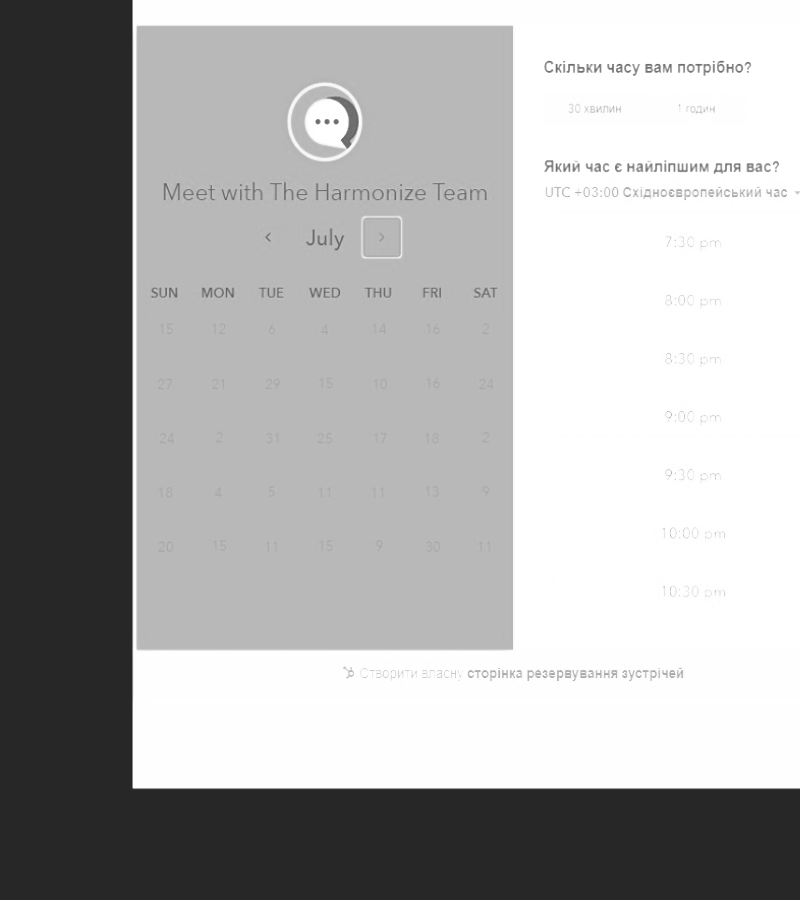 Meet with The Harmonize Team
July
SUN MON TUE WED THU FRI SAT
15 12 6 4 14 16 2
27 21 29 15 10 16 24
24 2 31 25 17 18 2
18 4 5 11 11 13 9
20 15 11 15 9 30 11
Скільки часу вам потрібно?
30 хвилин 1 годин
Який час є найліпшим для вас?
UTC +03:00 Східноєвропейський час
7:30 pm
8:00 pm
8:30 pm
9:00 pm
9:30 pm
10:00 pm
10:30 pm
Створити власну сторінка резервування зустрічей